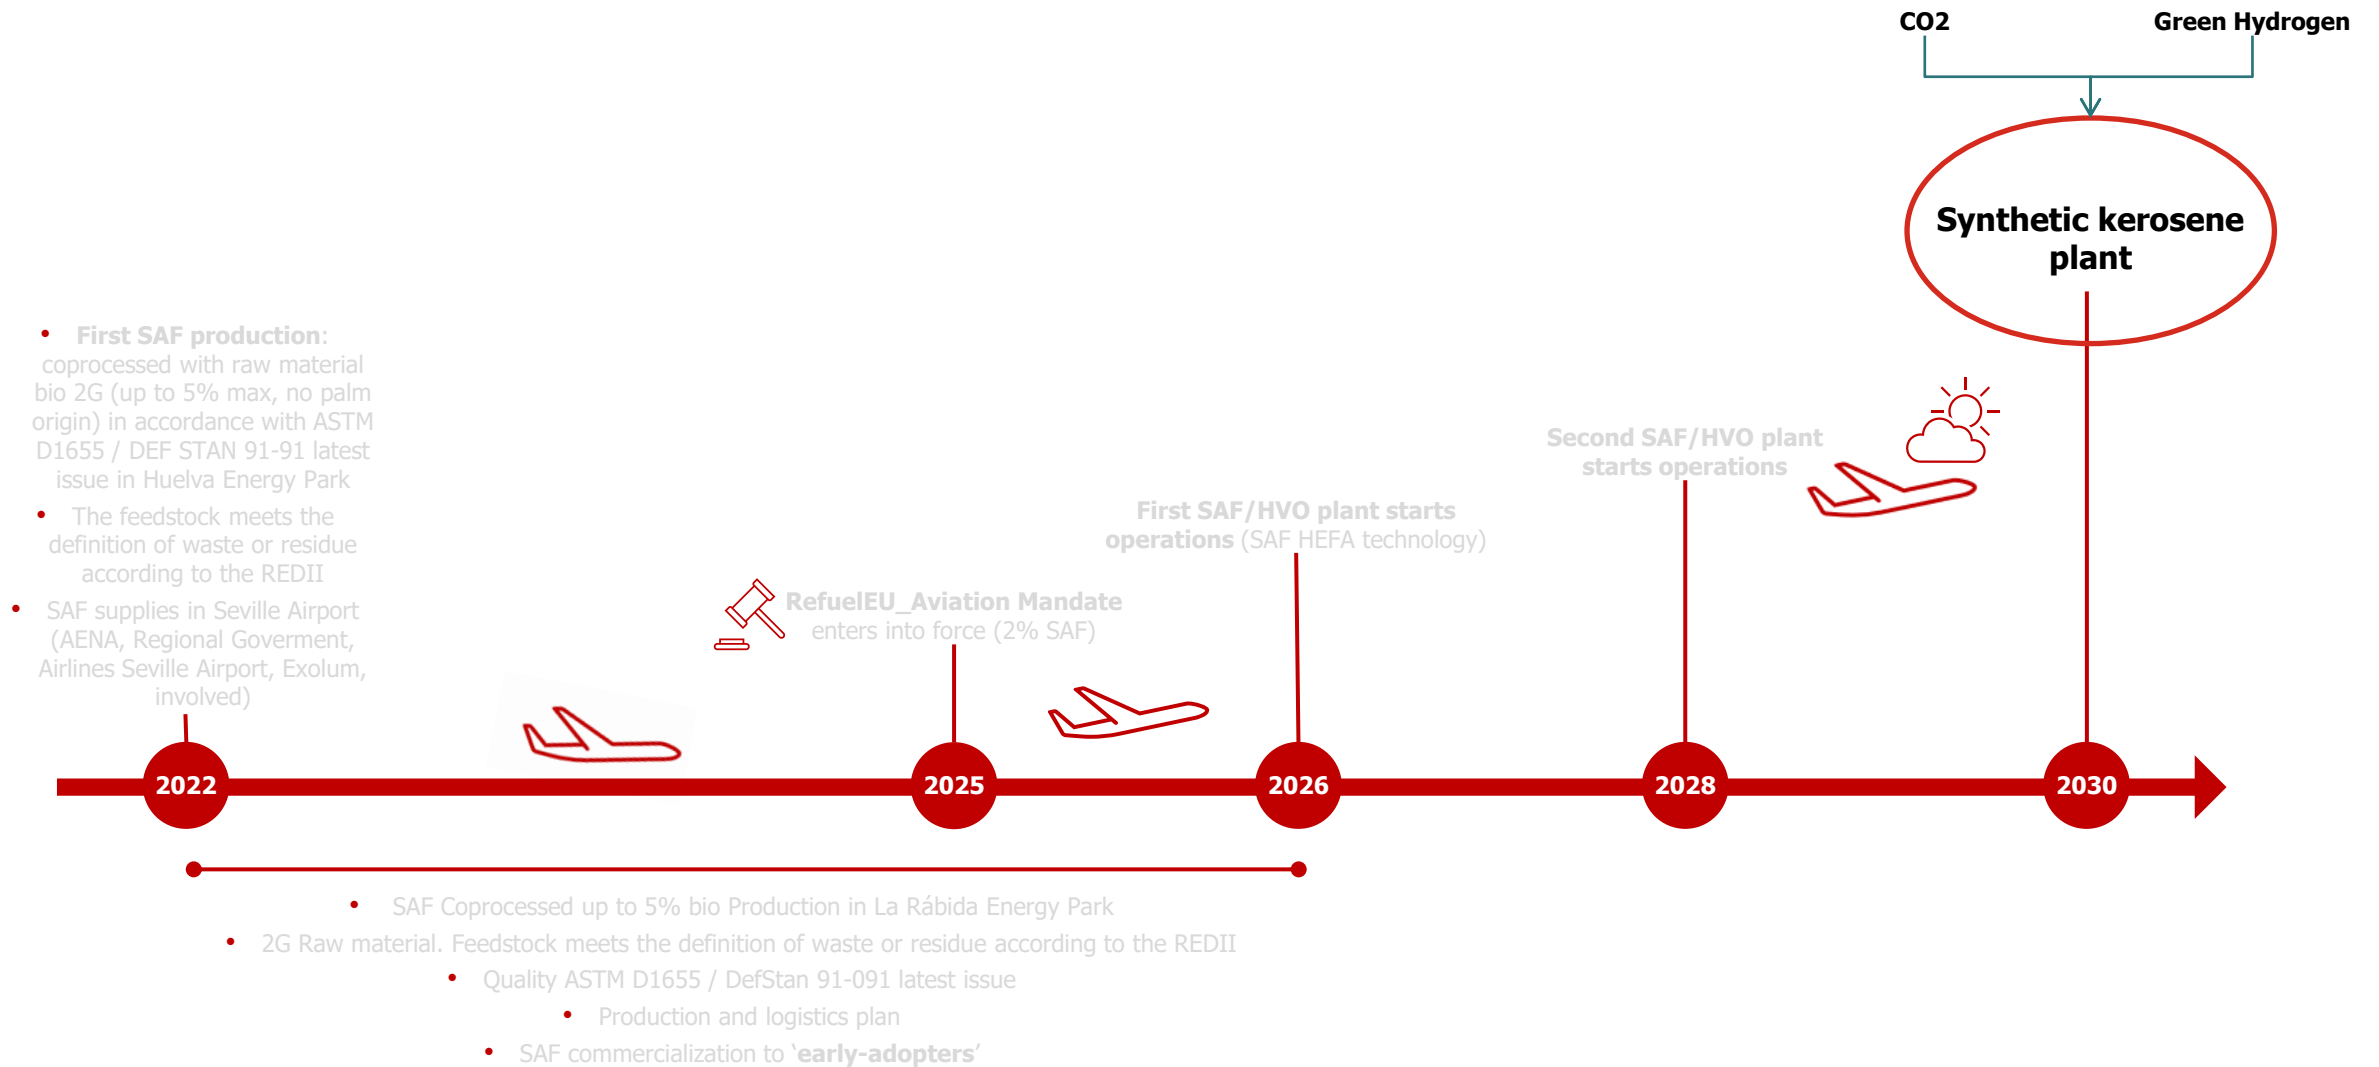 CO2
Green Hydrogen
Synthetic kerosene
plant
• First SAF production:
coprocessed with raw material
bio 2G (up to 5% max, no palm
origin) in accordance with ASTM
D1655 / DEF STAN 91-91 latest
issue in Huelva Energy Park
• The feedstock meets the
definition of waste or residue
according to the REDII
• SAF supplies in Seville Airport
(AENA, Regional Goverment,
Airlines Seville Airport, Exolum,
involved)
RefuelEU_Aviation Mandate
enters into force (2% SAF)
First SAF/HVO plant starts
operations (SAF HEFA technology)
Second SAF/HVO plant
starts operations
2022
2025
2026
2028
2030
• SAF Coprocessed up to 5% bio Production in La Rábida Energy Park
• 2G Raw material. Feedstock meets the definition of waste or residue according to the REDII
• Quality ASTM D1655 / DefStan 91-091 latest issue
• Production and logistics plan
• SAF commercialization to ‘early-adopters’